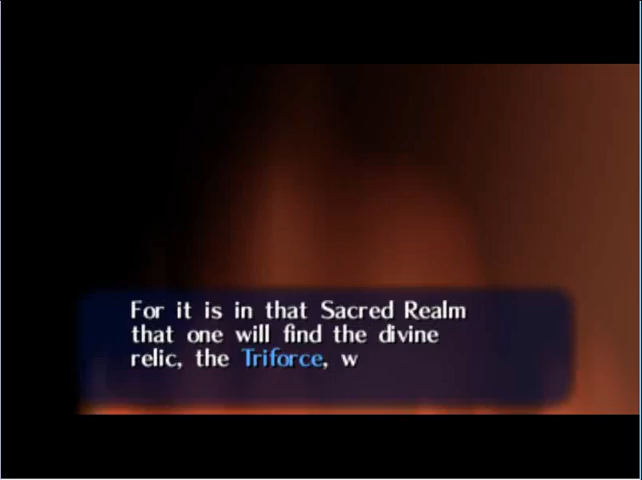 For it is in that Sacred Realm
that one will find the divine
relic, the Triforce, w